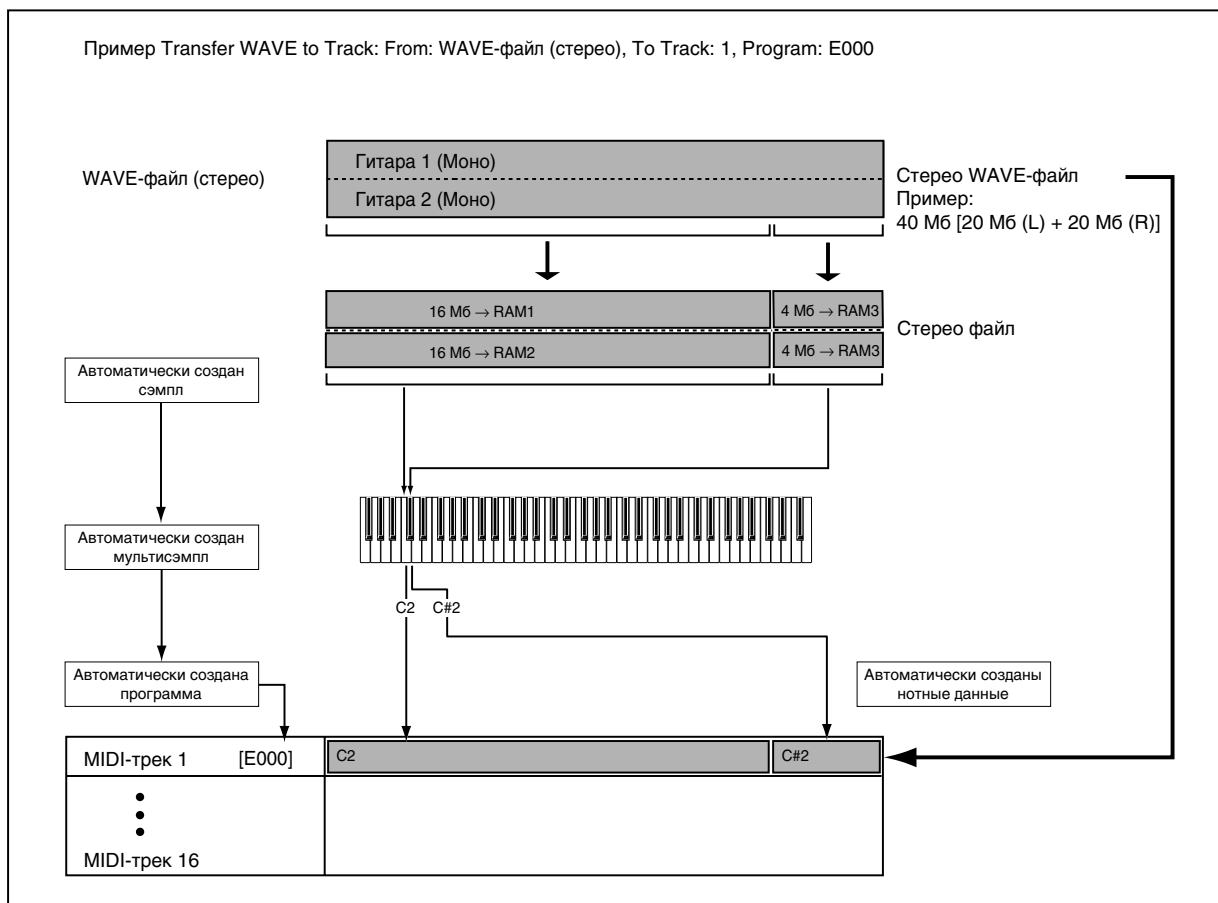 Пример Transfer WAVE to Track: From: WAVE-файл (стерео), To Track: 1, Program: E000
WAVE-файл (стерео)
Гитара 1 (Моно)
Гитара 2 (Моно)
Стерео WAVE-файл
Пример:
40 Мб [20 Мб (L) + 20 Мб (R)]
16 Мб → RAM1
4 Мб → RAM3
16 Мб → RAM2
4 Мб → RAM3
Стерео файл
Автоматически создан
сэмпл
Автоматически создан
мультисэмпл
C2
C#2
Автоматически создана
программа
Автоматически созданы
нотные данные
MIDI-трек 1
[E000]
C2
C#2
MIDI-трек 16